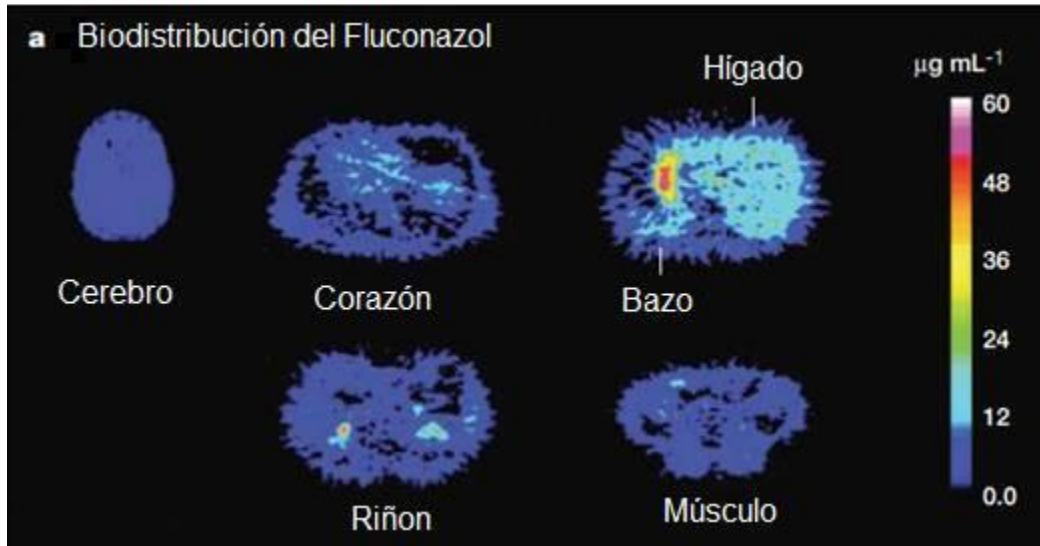 a Biodistribución del Fluconazol
Hígado
µg mL-1
60
48
36
24
12
0.0
Cerebro
Corazón
Bazo
Riñon
Músculo